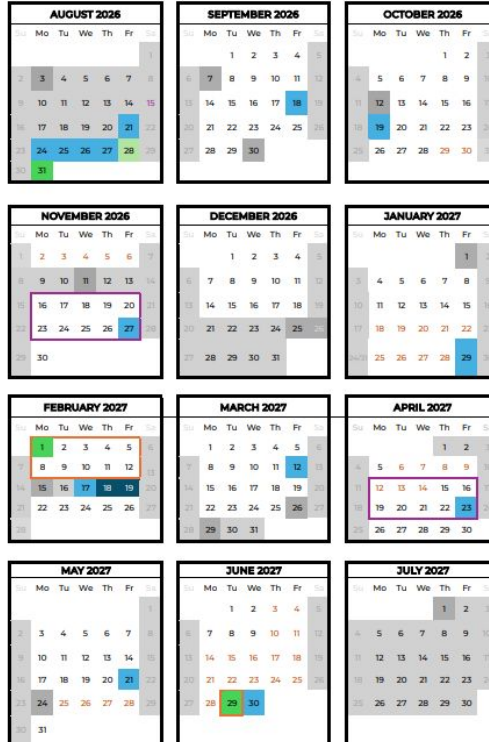 AUGUST 2026
Su Mo Tu We Th Fr Sa
1
2 3 4 5 6 7 8
9 10 11 12 13 14 15
16 17 18 19 20 21 22
23 24 25 26 27 28 29
30 31
SEPTEMBER 2026
Su Mo Tu We Th Fr Sa
1 2 3 4 5
6 7 8 9 10 11 12
13 14 15 16 17 18 19
20 21 22 23 24 25 26
27 28 29 30
OCTOBER 2026
Su Mo Tu We Th Fr
1 2
4 5 6 7 8 9
11 12 13 14 15 16
18 19 20 21 22 23
25 26 27 28 29 30
NOVEMBER 2026
Su Mo Tu We Th Fr Sa
1 2 3 4 5 6 7
8 9 10 11 12 13 14
15 16 17 18 19 20 21
22 23 24 25 26 27 28
29 30
DECEMBER 2026
Su Mo Tu We Th Fr Sa
1 2 3 4 5
6 7 8 9 10 11 12
13 14 15 16 17 18 19
20 21 22 23 24 25 26
27 28 29 30 31
JANUARY 2027
Su Mo Tu We Th Fr
1
3 4 5 6 7 8
10 11 12 13 14 15
17 18 19 20 21 22
24/31 25 26 27 28 29
FEBRUARY 2027
Su Mo Tu We Th Fr Sa
1 2 3 4 5 6
7 8 9 10 11 12 13
14 15 16 17 18 19 20
21 22 23 24 25 26 27
28
MARCH 2027
Su Mo Tu We Th Fr Sa
1 2 3 4 5 6
7 8 9 10 11 12 13
14 15 16 17 18 19 20
21 22 23 24 25 26 27
28 29 30 31
APRIL 2027
Su Mo Tu We Th Fr
1 2
4 5 6 7 8 9
11 12 13 14 15 16
18 19 20 21 22 23
25 26 27 28 29 30
MAY 2027
Su Mo Tu We Th Fr Sa
1
2 3 4 5 6 7 8
9 10 11 12 13 14 15
16 17 18 19 20 21 22
23 24 25 26 27 28 29
30 31
JUNE 2027
Su Mo Tu We Th Fr Sa
1 2 3 4 5
6 7 8 9 10 11 12
13 14 15 16 17 18 19
20 21 22 23 24 25 26
27 28 29 30
JULY 2027
Su Mo Tu We Th Fr
1 2
4 5 6 7 8 9
11 12 13 14 15 16
18 19 20 21 22 23
25 26 27 28 29 30